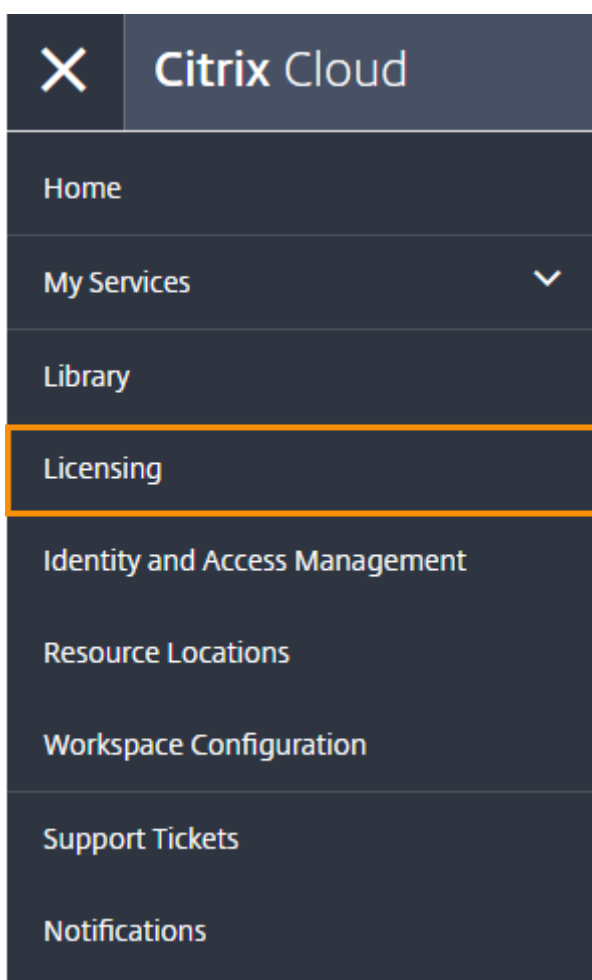 Citrix Cloud
Home
My Services
Library
Licensing
Identity and Access Management
Resource Locations
Workspace Configuration
Support Tickets
Notifications